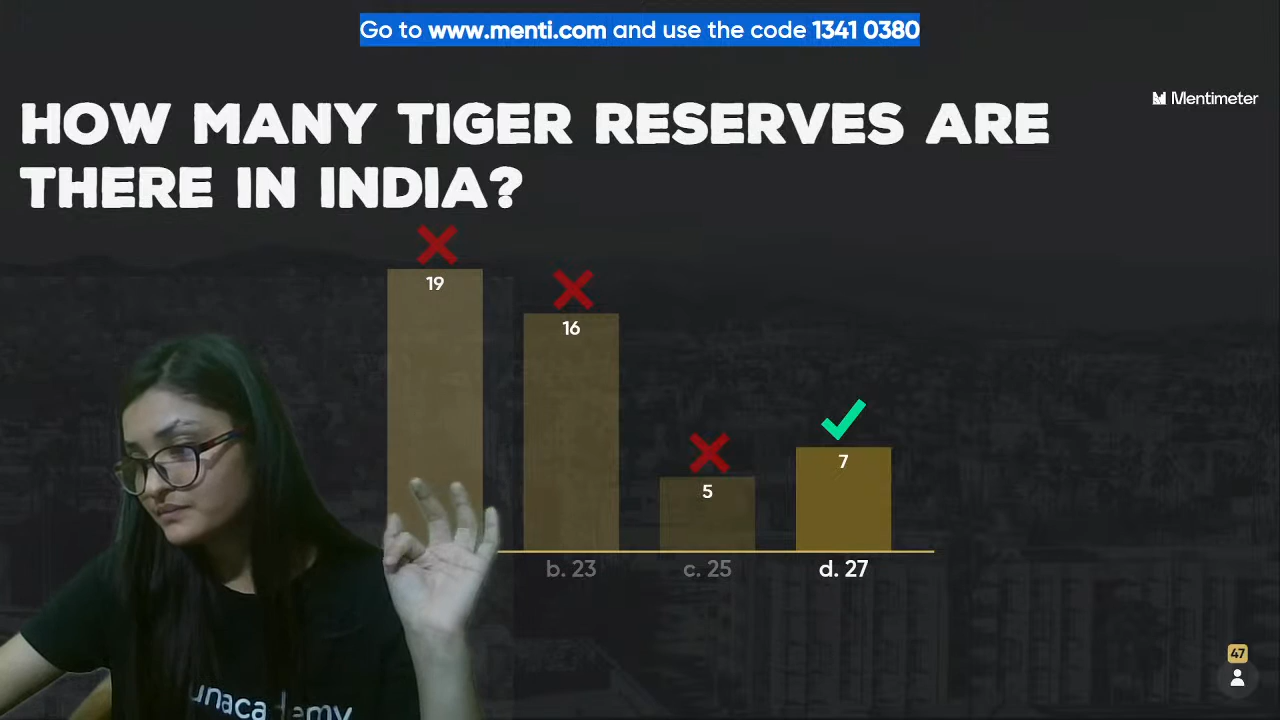 Go to www.menti.com and use the code 1341 0380
Mentimeter
HOW MANY TIGER RESERVES ARE
THERE IN INDIA?
19
16
5
7
b. 23
c. 25
d. 27
47
unacademy